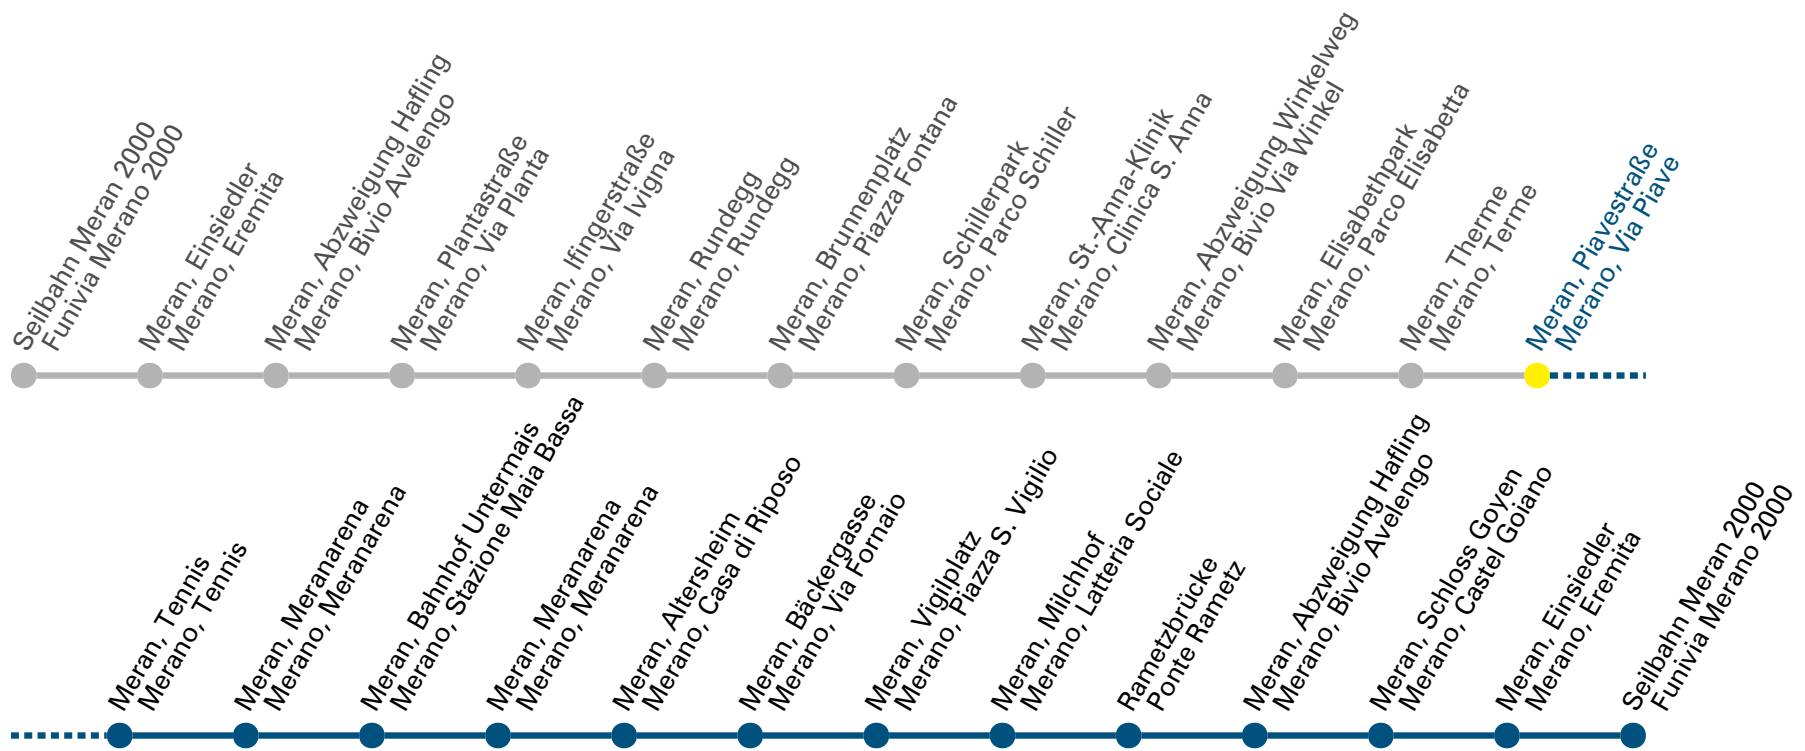 Seilbahn Meran 2000
Funivia Merano 2000
Meran, Einsiedler
Merano, Eremita
Meran, Abzweigung Hafling
Merano, Bivio Avelengo
Meran, Plantastraße
Merano, Via Planta
Meran, Ifingerstraße
Merano, Via Ivigna
Meran, Rundegg
Merano, Rundegg
Meran, Brunnenplatz
Merano, Piazza Fontana
Meran, Schillerpark
Merano, Parco Schiller
Meran, St.-Anna-Klinik
Merano, Clinica S. Anna
Meran, Abzweigung Winkelweg
Merano, Bivio Via Winkel
Meran, Elisabethpark
Merano, Parco Elisabetta
Meran, Therme
Merano, Terme
Meran, Piavestraße
Merano, Via Piave
Meran, Tennis
Merano, Tennis
Meran, Meranarena
Merano, Meranarena
Meran, Bahnhof Untermais
Merano, Stazione Maia Bassa
Meran, Meranarena
Merano, Meranarena
Meran, Altersheim
Merano, Casa di Riposo
Meran, Bäckergasse
Merano, Via Fornaio
Meran, Vigilplatz
Merano, Piazza S. Vigilio
Meran, Milchhof
Merano, Latteria Sociale
Rametzbrücke
Ponte Rametz
Meran, Abzweigung Hafling
Merano, Bivio Avelengo
Meran, Schloss Goyen
Merano, Castel Goiano
Meran, Einsiedler
Merano, Eremita
Seilbahn Meran 2000
Funivia Merano 2000